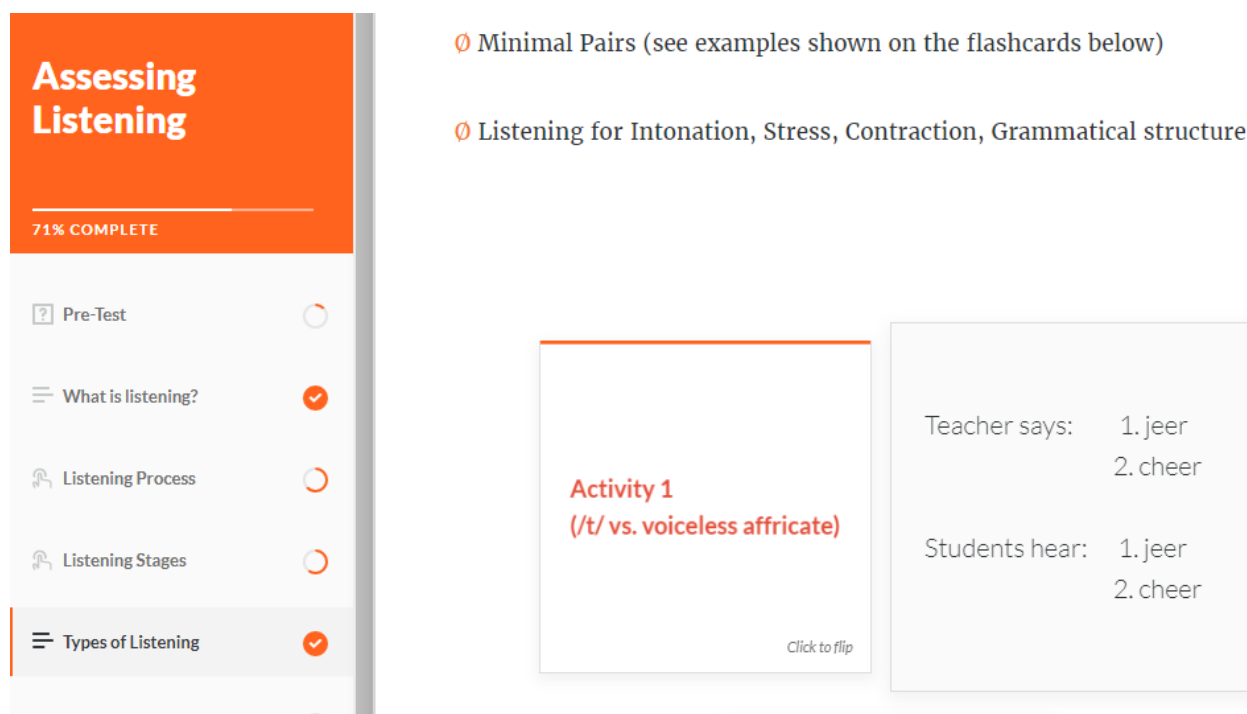 Assessing
Listening
71% COMPLETE
Pre-Test
What is listening?
Listening Process
Listening Stages
Types of Listening
Ø Minimal Pairs (see examples shown on the flashcards below)
Ø Listening for Intonation, Stress, Contraction, Grammatical structure
Activity 1
(/t/ vs. voiceless affricate)
Click to flip
Teacher says: 1. jeer
2. cheer
Students hear: 1. jeer
2. cheer